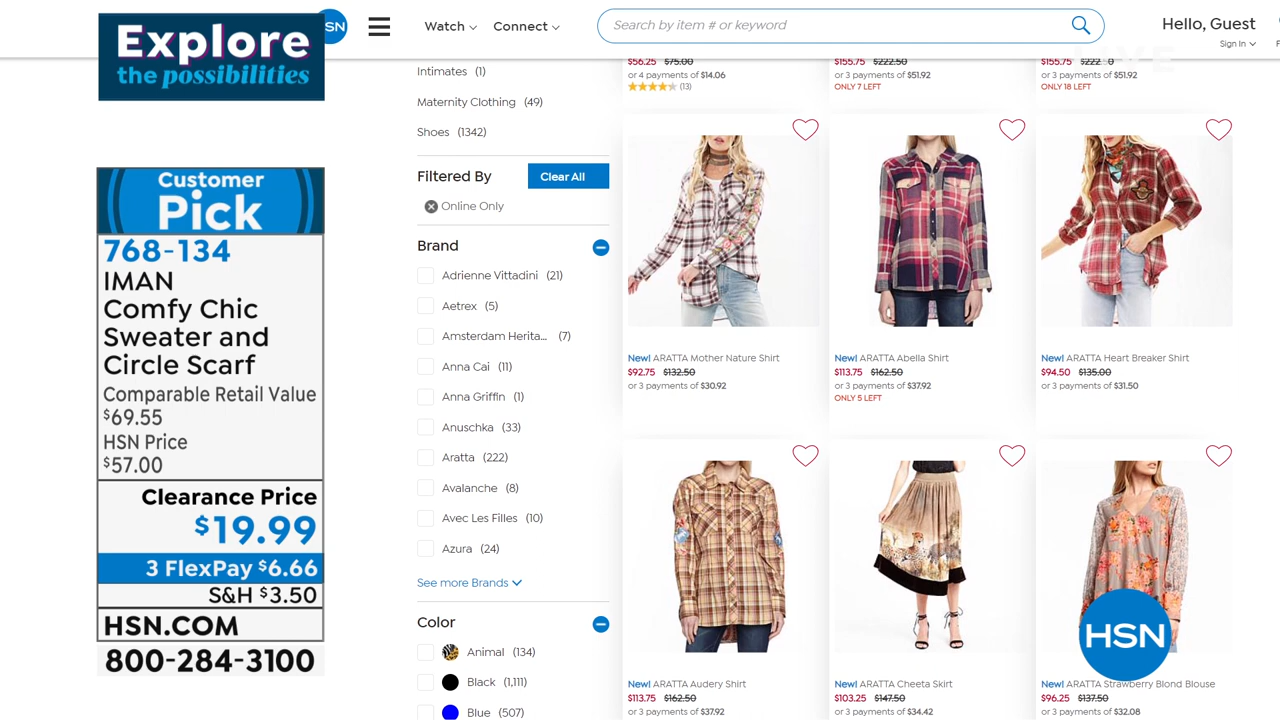 Explore
the possibilities
SN
Watch
Connect
Search by item # or keyword
Hello, Guest
Sign In
LIVE
Customer
Pick
768-134
IMAN
Comfy Chic
Sweater and
Circle Scarf
Comparable Retail Value
$69.55
HSN Price
$57.00
Clearance Price
$19.99
3 FlexPay $6.66
S&H $3.50
HSN.COM
800-284-3100
Intimates (1)
Maternity Clothing (49)
Shoes (1342)
Filtered By
Clear All
Online Only
Brand
Adrienne Vittadini (21)
Aetrex (5)
Amsterdam Herita... (7)
Anna Cai (11)
Anna Griffin (1)
Anuschka (33)
Aratta (222)
Avalanche (8)
Avec Les Filles (10)
Azura (24)
See more Brands
Color
Animal (134)
Black (1,111)
Blue (507)
$56.25 $75.00
or 4 payments of $14.06
(13)
$155.75 $222.50
or 3 payments of $51.92
ONLY 7 LEFT
$155.75 $222.50
or 3 payments of $51.92
ONLY 18 LEFT
New! ARATTA Mother Nature Shirt
$92.75 $132.50
or 3 payments of $30.92
New! ARATTA Abella Shirt
$113.75 $162.50
or 3 payments of $37.92
ONLY 5 LEFT
New! ARATTA Heart Breaker Shirt
$94.50 $135.00
or 3 payments of $31.50
New! ARATTA Audery Shirt
$113.75 $162.50
or 3 payments of $37.92
New! ARATTA Cheeta Skirt
$103.25 $147.50
or 3 payments of $34.42
HSN
New! ARATTA Strawberry Blond Blouse
$96.25 $137.50
or 3 payments of $32.08